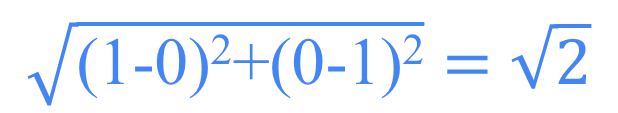 √(1-0)²+(0-1)² = √2